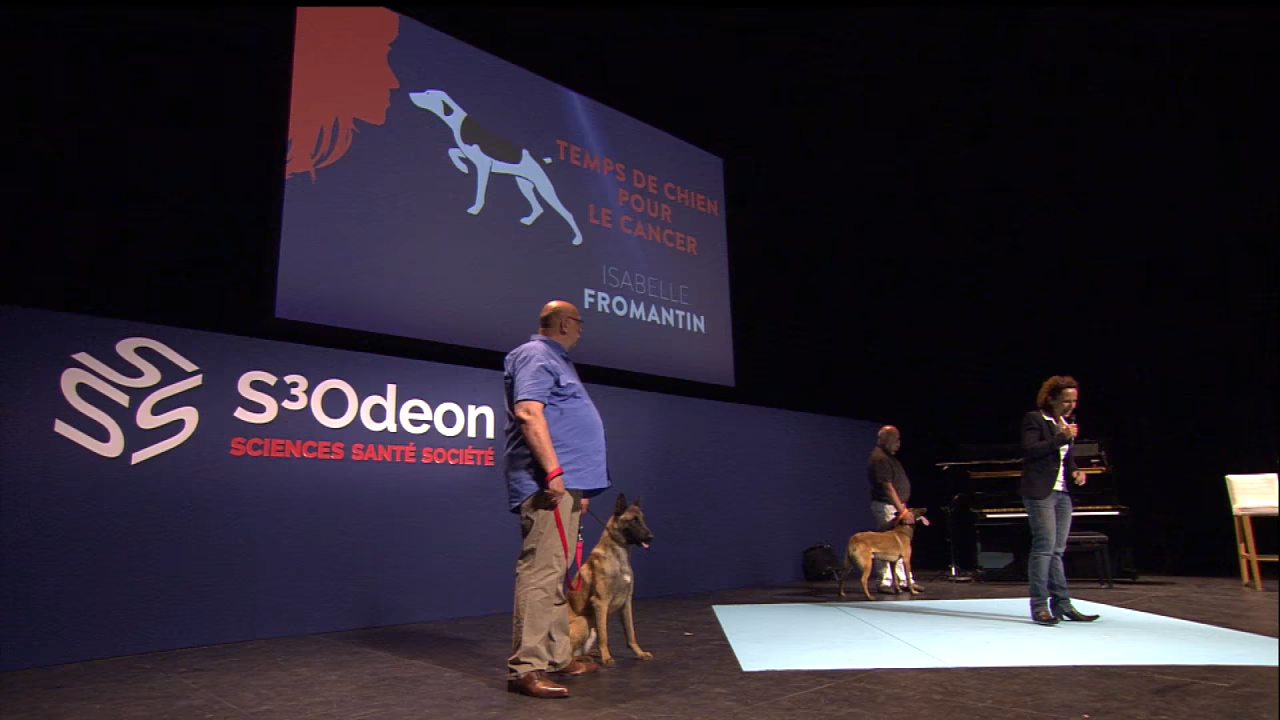 TEMPS DE CHIEN
POUR
LE CANCER
ISABELLE
FROMANTIN
S³Odeon
SCIENCES SANTÉ SOCIÉTÉ